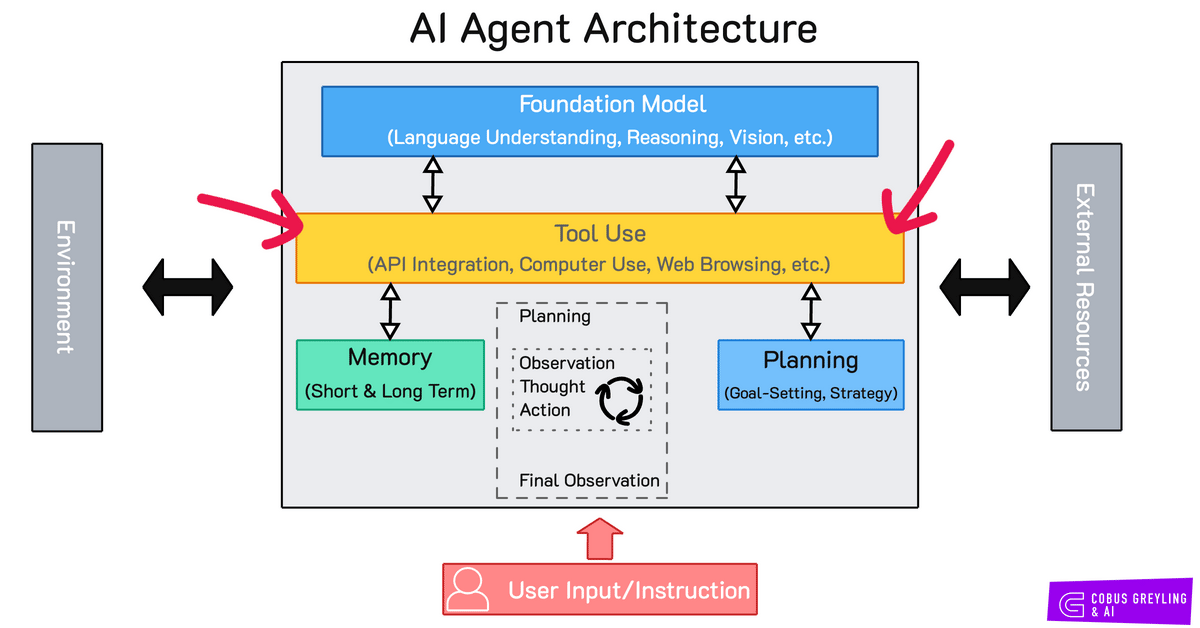 AI Agent Architecture
Foundation Model
(Language Understanding, Reasoning, Vision, etc.)
Environment
External Resources
Tool Use
(API Integration, Computer Use, Web Browsing, etc.)
Memory
(Short & Long Term)
Planning
Observation
Thought
Action
Final Observation
Planning
(Goal-Setting, Strategy)
User Input/Instruction
COBUS GREYLING
& AI